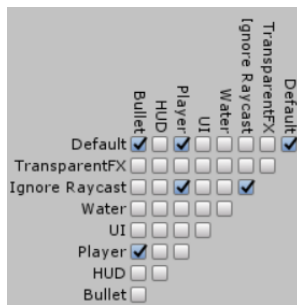 Bullet
HUD
Player
UI
Water
Ignore Raycast
TransparentFX
Default
Default
TransparentFX
Ignore Raycast
Water
UI
Player
HUD
Bullet